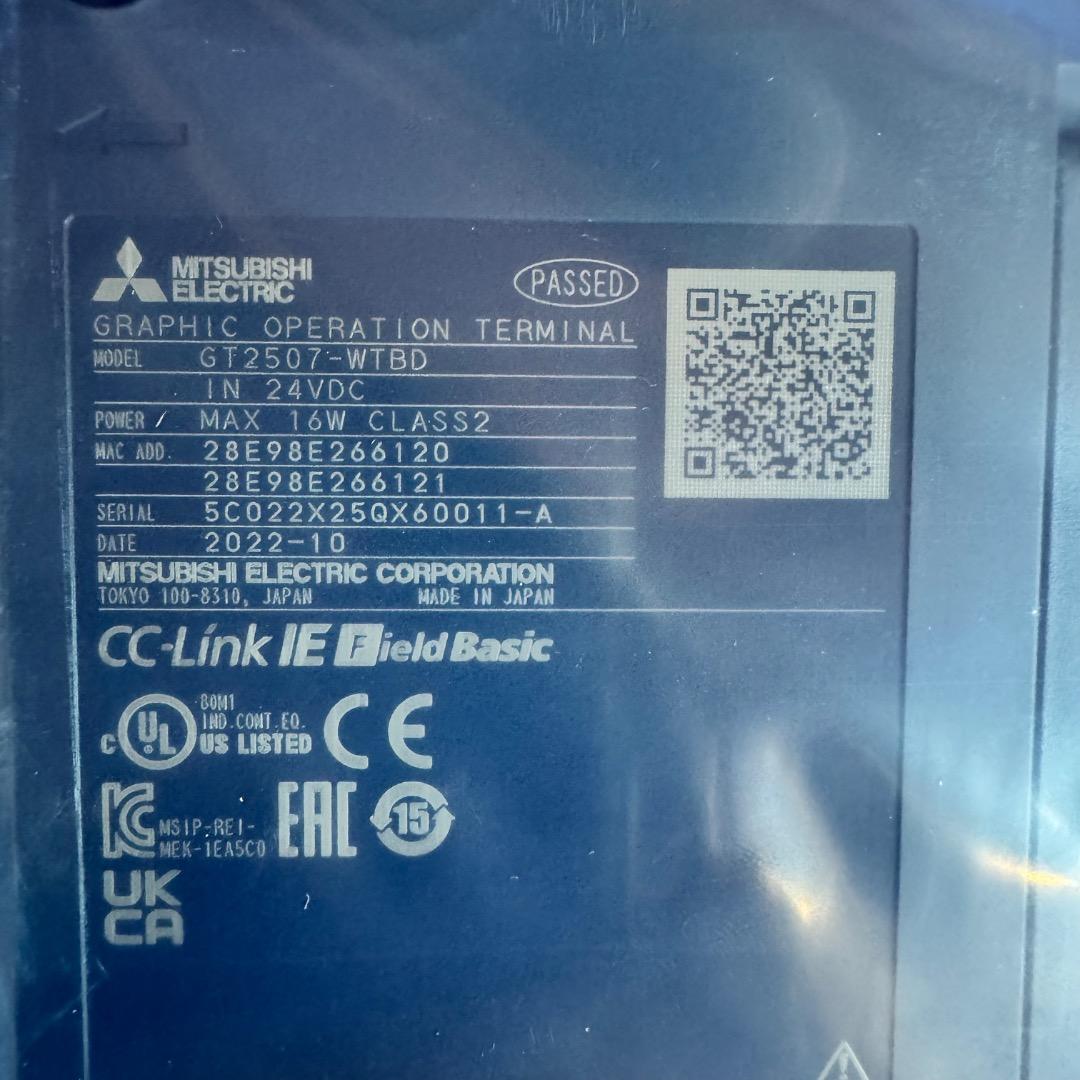 MITSUBISHI
ELECTRIC
PASSED
GRAPHIC OPERATION TERMINAL
MODEL GT2507-WTBD
IN 24VDC
POWER MAX 16W CLASS2
MAC ADD. 28E98E266120
28E98E266121
SERIAL 5C022X25QX60011-A
DATE 2022-10
MITSUBISHI ELECTRIC CORPORATION
TOKYO 100-8310, JAPAN MADE IN JAPAN
CC-Link IE Field Basic
80M1
IND.CONT.EQ.
C UL US LISTED CE
KC MSIP-REI-
MEK-1EA5C0
EAC 15
UK
CA